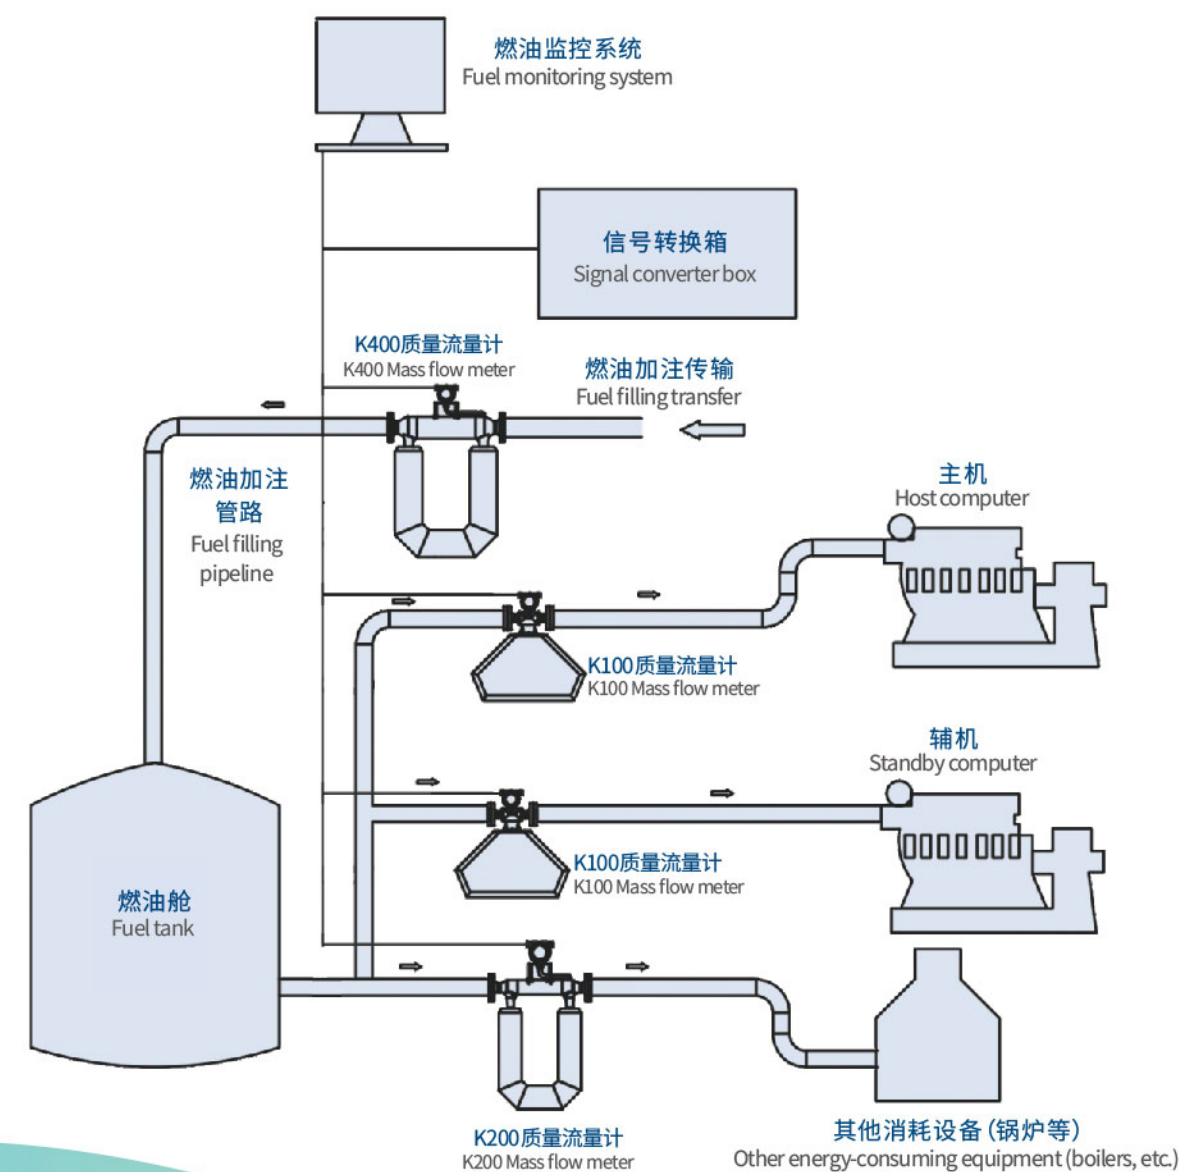 燃油监控系统
Fuel monitoring system
信号转换箱
Signal converter box
K400质量流量计
K400 Mass flow meter
燃油加注传输
Fuel filling transfer
燃油加注
管路
Fuel filling
pipeline
主机
Host computer
K100质量流量计
K100 Mass flow meter
辅机
Standby computer
K100质量流量计
K100 Mass flow meter
燃油舱
Fuel tank
K200质量流量计
K200 Mass flow meter
其他消耗设备(锅炉等)
Other energy-consuming equipment (boilers, etc.)